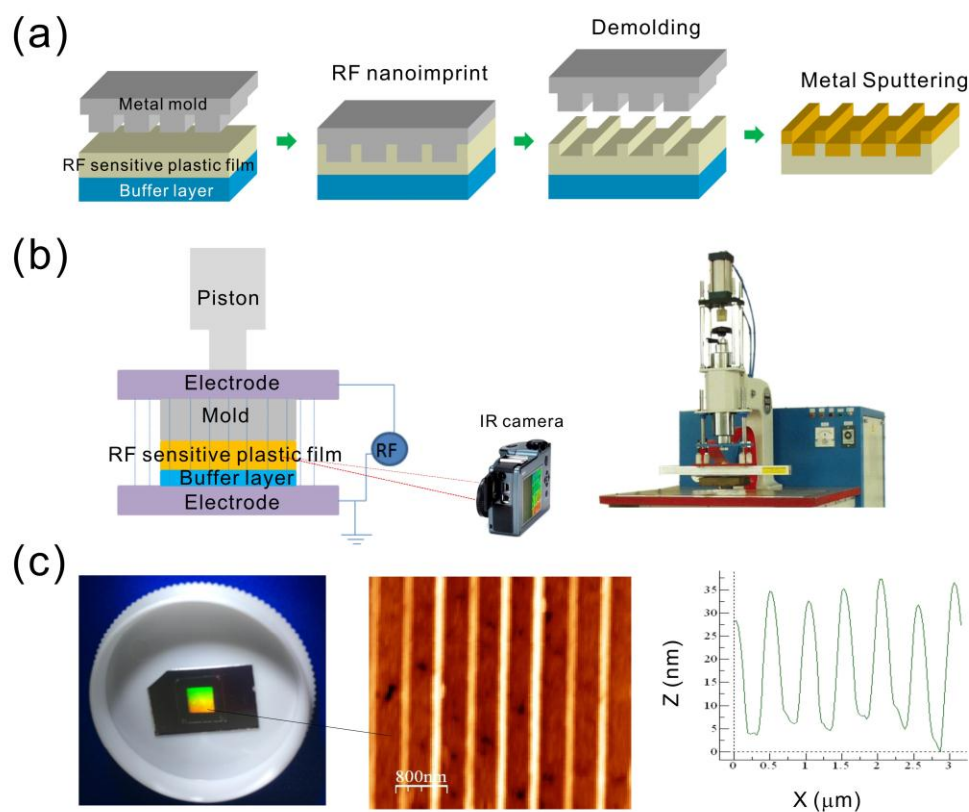 (a)
Metal mold
RF sensitive plastic film
Buffer layer
RF nanoimprint
Demolding
Metal Sputtering
(b)
Piston
Electrode
Mold
RF sensitive plastic film
Buffer layer
Electrode
RF
IR camera
(c)
800nm
Z (nm)
35
30
25
20
15
10
5
0
0 0.5 1 1.5 2 2.5 3
X (μm)